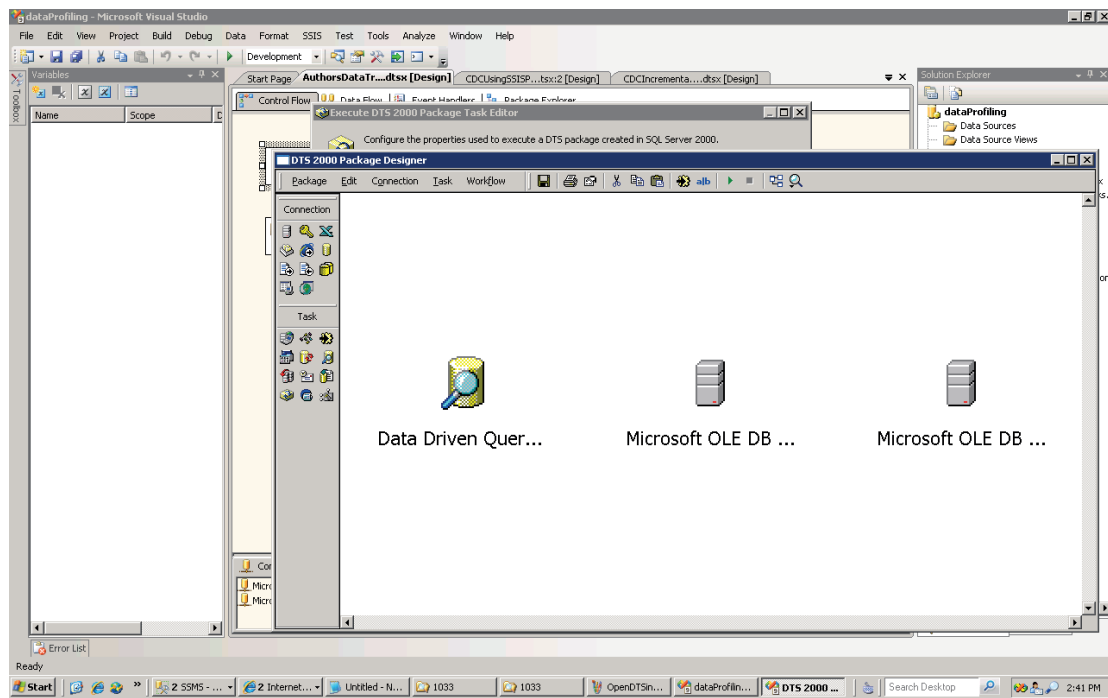 dataProfiling - Microsoft Visual Studio
File Edit View Project Build Debug Data Format SSIS Test Tools Analyze Window Help
Development
Variables
Start Page AuthorsDataTr....dtsx [Design] CDCUsingSSISP...tsx:2 [Design] CDCIncrementa....dtsx [Design]
Solution Explorer
Toolbox
Name Scope
Control Flow Data Flow Event Handlers Package Explorer
dataProfiling
Data Sources
Data Source Views
Execute DTS 2000 Package Task Editor
Configure the properties used to execute a DTS package created in SQL Server 2000.
DTS 2000 Package Designer
Package Edit Connection Task Workflow
Connection
Task
Data Driven Quer... Microsoft OLE DB ... Microsoft OLE DB ...
Error List
Ready
Start 2 SSMS - ... 2 Internet... Untitled - N... 1033 1033 OpenDTSin... dataProfilin... DTS 2000 ... Search Desktop 2:41 PM